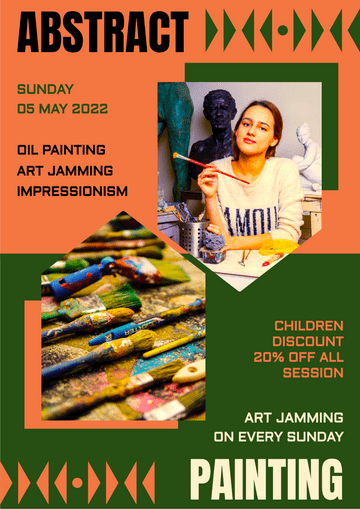 ABSTRACT
SUNDAY
05 MAY 2022
OIL PAINTING
ART JAMMING
IMPRESSIONISM
AMOU
CHILDREN
DISCOUNT
20% OFF ALL
SESSION
ART JAMMING
ON EVERY SUNDAY
PAINTING